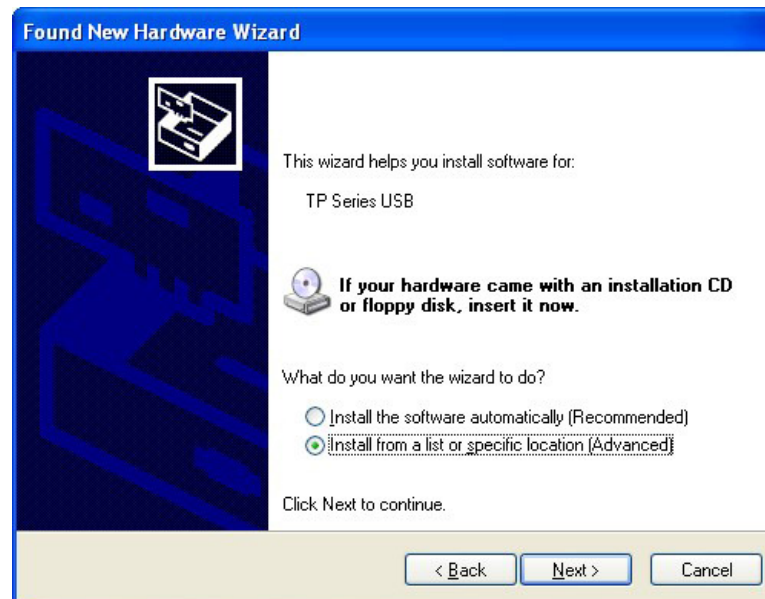 Found New Hardware Wizard
This wizard helps you install software for:
TP Series USB
If your hardware came with an installation CD
or floppy disk, insert it now.
What do you want the wizard to do?
Install the software automatically (Recommended)
Install from a list or specific location (Advanced)
Click Next to continue.
< Back Next > Cancel